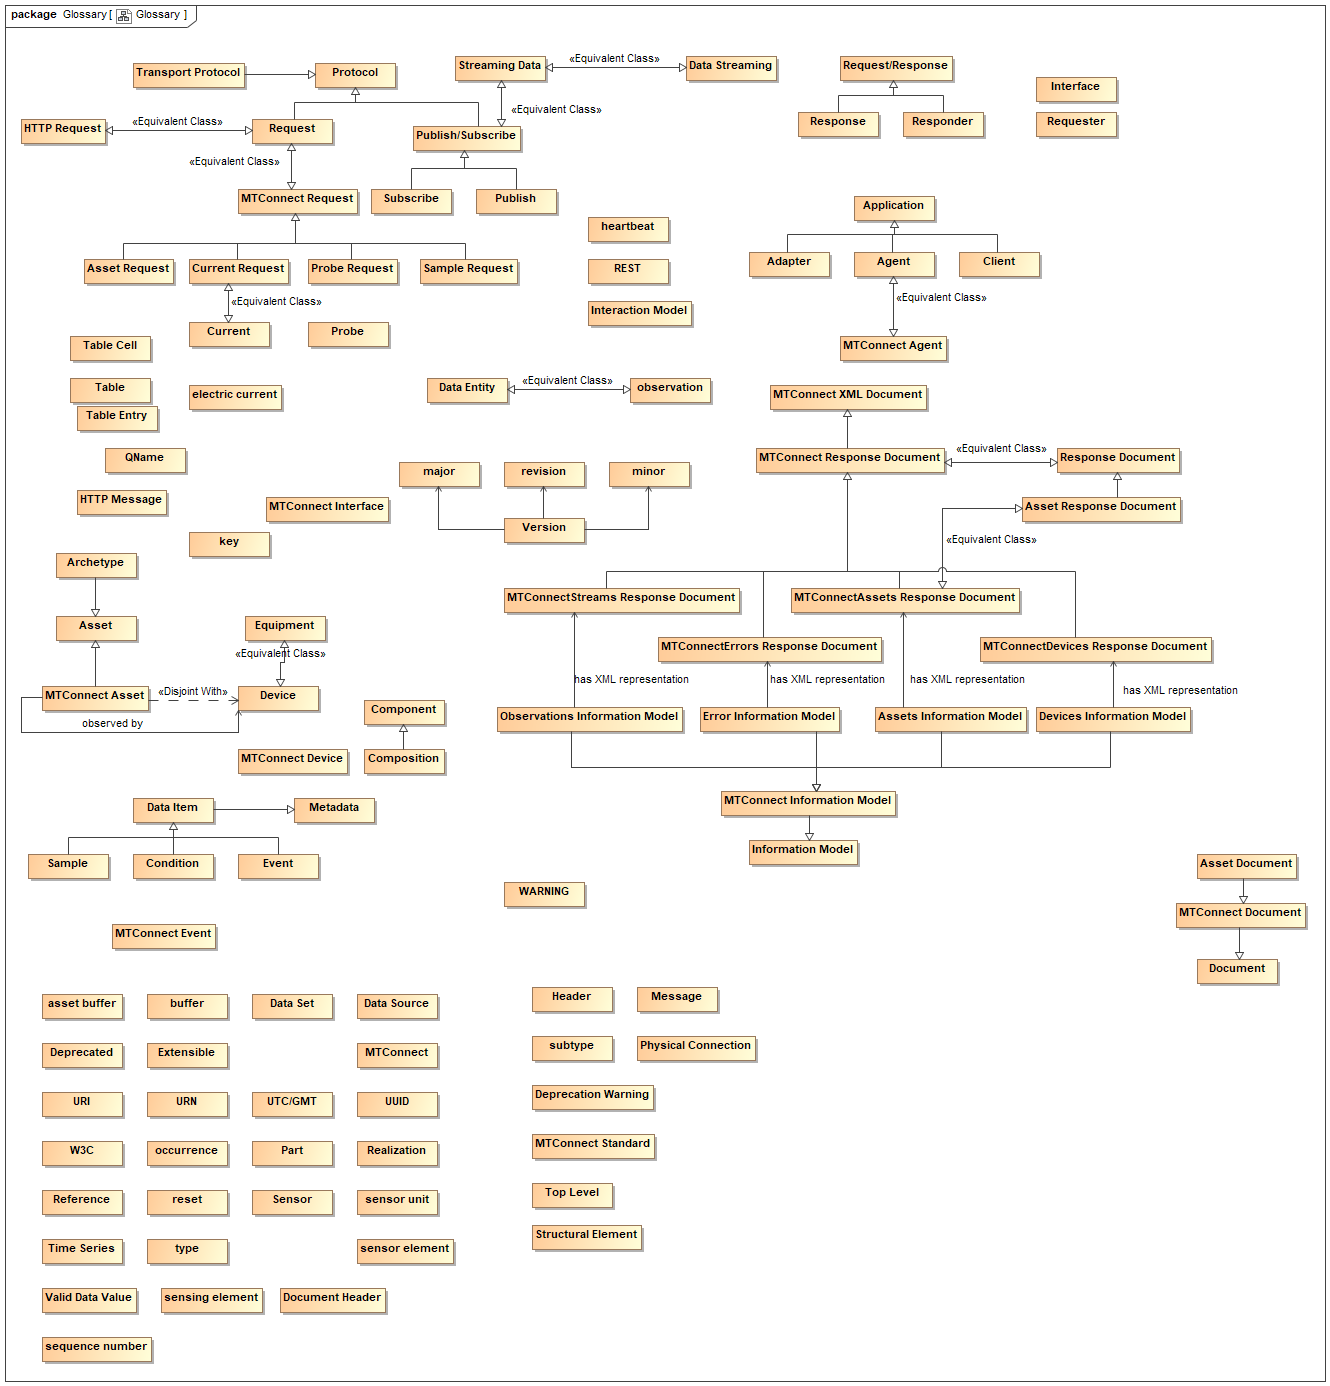 package Glossary [ Glossary ]
Transport Protocol
Protocol
Streaming Data
«Equivalent Class»
Data Streaming
Request/Response
Interface
«Equivalent Class»
HTTP Request
«Equivalent Class»
Request
Publish/Subscribe
Response
Responder
Requester
«Equivalent Class»
MTConnect Request
Subscribe
Publish
Application
heartbeat
Asset Request
Current Request
Probe Request
Sample Request
REST
Adapter
Agent
Client
«Equivalent Class»
«Equivalent Class»
Interaction Model
Current
Probe
Table Cell
MTConnect Agent
Table
electric current
Data Entity
«Equivalent Class»
observation
MTConnect XML Document
Table Entry
QName
«Equivalent Class»
MTConnect Response Document
Response Document
major
revision
minor
HTTP Message
MTConnect Interface
Version
Asset Response Document
key
«Equivalent Class»
Archetype
MTConnectStreams Response Document
MTConnectAssets Response Document
Asset
Equipment
«Equivalent Class»
MTConnectErrors Response Document
MTConnectDevices Response Document
has XML representation
has XML representation
has XML representation
has XML representation
MTConnect Asset
«Disjoint With»
Device
observed by
Component
Observations Information Model
Error Information Model
Assets Information Model
Devices Information Model
MTConnect Device
Composition
Data Item
Metadata
MTConnect Information Model
Information Model
Sample
Condition
Event
Asset Document
WARNING
MTConnect Document
MTConnect Event
Document
asset buffer
buffer
Data Set
Data Source
Header
Message
Deprecated
Extensible
MTConnect
subtype
Physical Connection
URI
URN
UTC/GMT
UUID
Deprecation Warning
W3C
occurrence
Part
Realization
MTConnect Standard
Reference
reset
Sensor
sensor unit
Top Level
Structural Element
Time Series
type
sensor element
Valid Data Value
sensing element
Document Header
sequence number